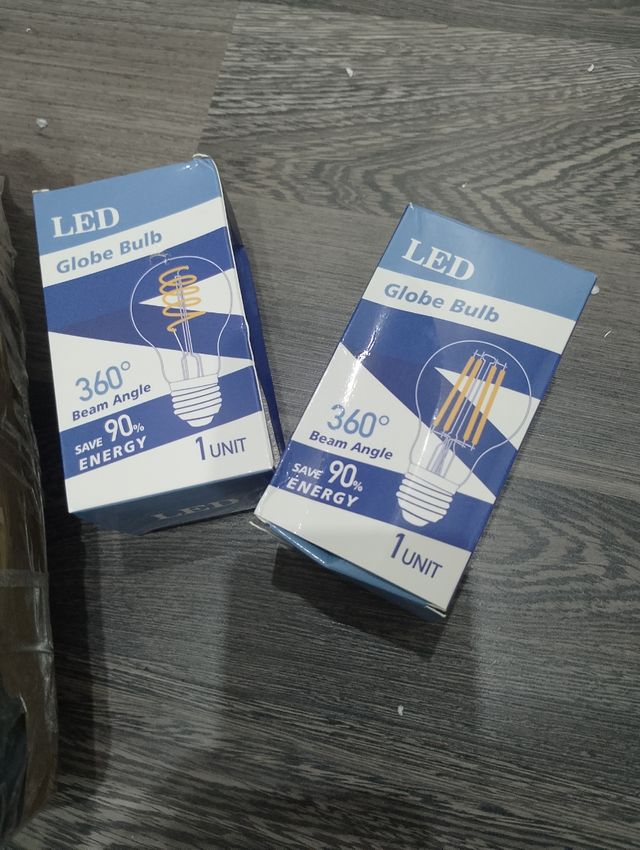 LED
Globe Bulb
360°
Beam Angle
SAVE 90%
ENERGY
1 UNIT
LED
LED
Globe Bulb
360°
Beam Angle
SAVE 90%
ENERGY
1 UNIT